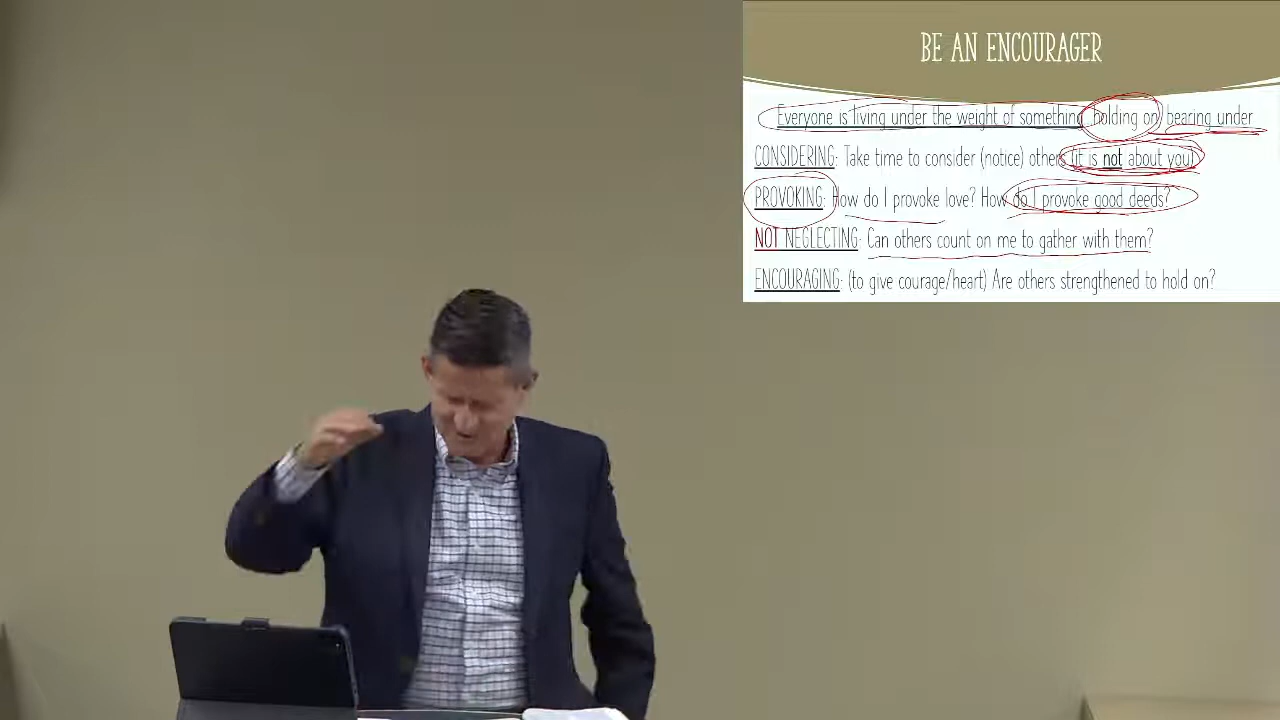 BE AN ENCOURAGER
Everyone is living under the weight of something holding on, bearing under
CONSIDERING: Take time to consider (notice) others (it is not about you)
PROVOKING: How do I provoke love? How do I provoke good deeds?
NOT NEGLECTING: Can others count on me to gather with them?
ENCOURAGING: (to give courage/heart) Are others strengthened to hold on?